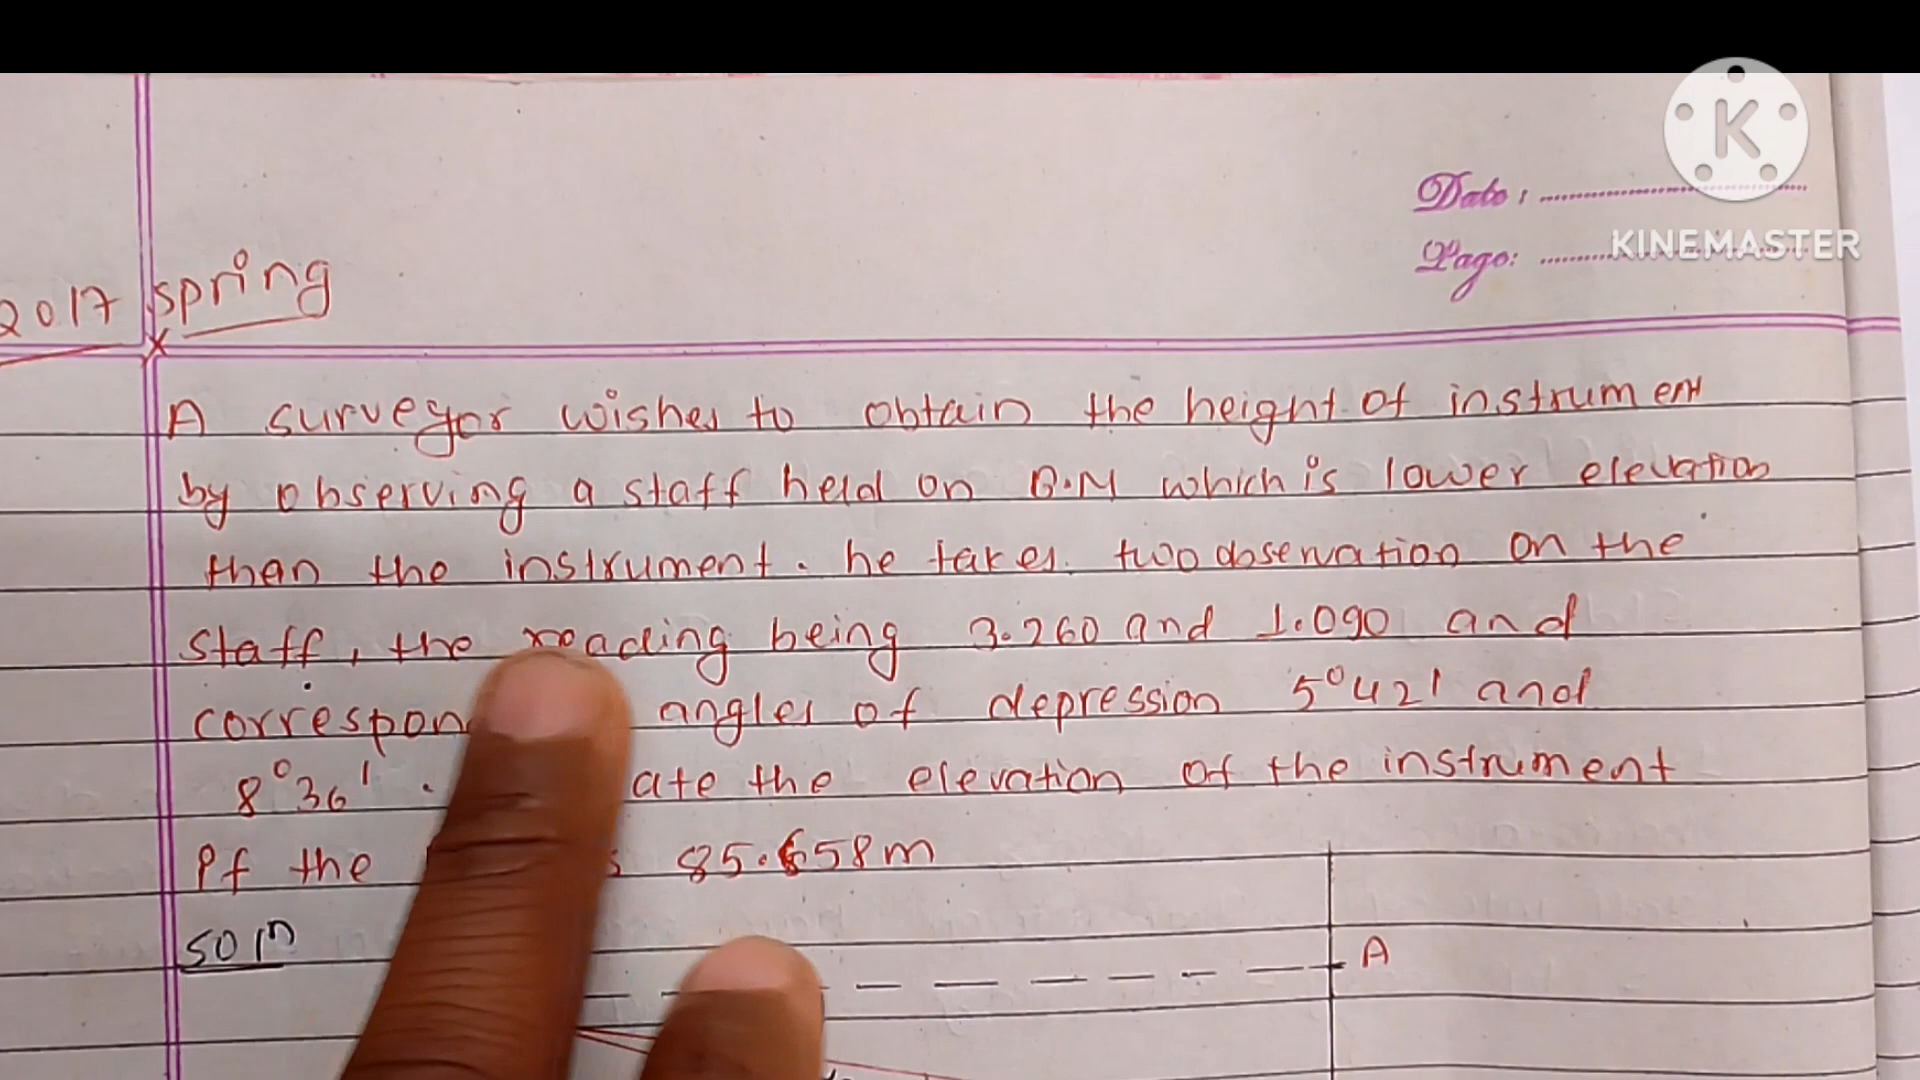 KINEMASTER
Date:
Page:
2017 spring
A surveyor wishes to obtain the height of instrument
by observing a staff held on B.M which is lower elevation
than the instrument. he takes. two observation on the
staff, the reading being 3.260 and 1.090 and
angles of depression 5°42' and
8°36'. the elevation of the instrument
If the 85.658m
soln
A